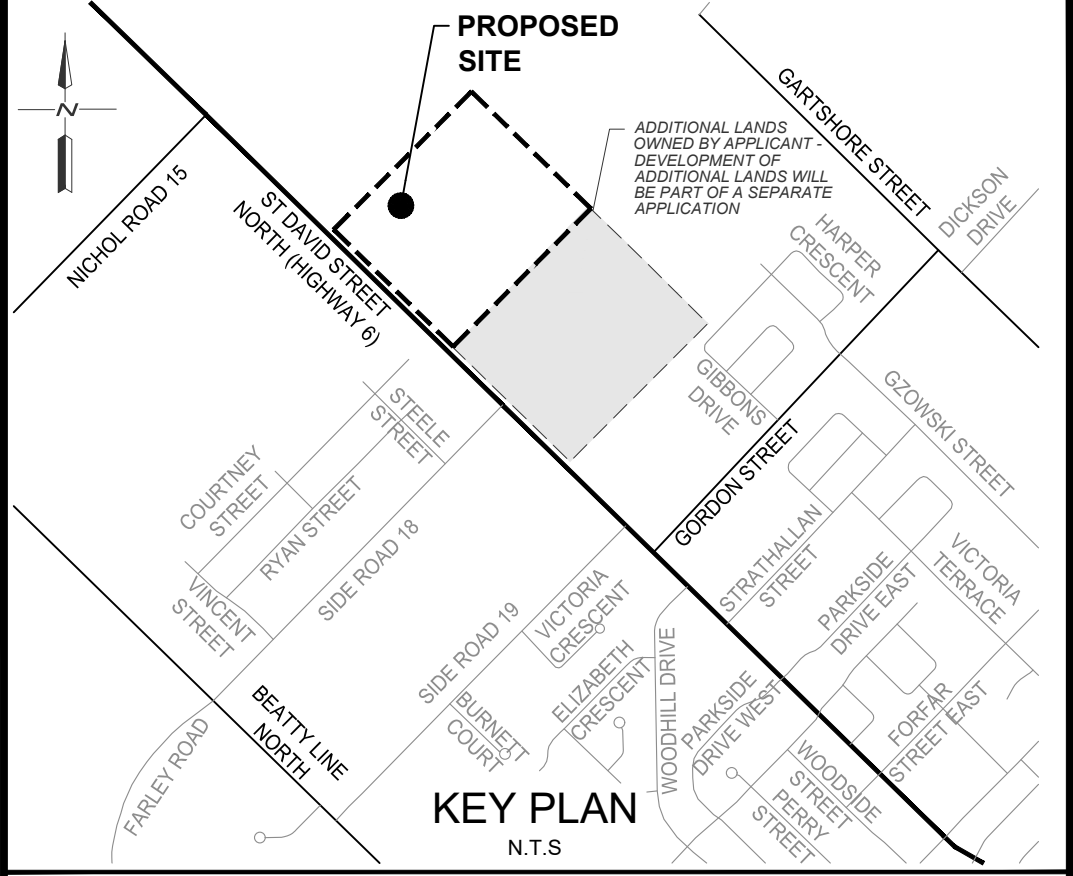 PROPOSED
SITE
N
GARTSHORE STREET
ADDITIONAL LANDS
OWNED BY APPLICANT -
DEVELOPMENT OF
ADDITIONAL LANDS WILL
BE PART OF A SEPARATE
APPLICATION
DICKSON
DRIVE
NICHOL ROAD 15
ST DAVID STREET
NORTH (HIGHWAY 6)
HARPER
CRESCENT
GIBBONS
DRIVE
GZOWSKI STREET
STEELE
STREET
COURTNEY
STREET
RYAN STREET
GORDON STREET
SIDE ROAD 18
STRATHALLAN
STREET
VICTORIA
TERRACE
PARKSIDE
DRIVE EAST
VINCENT
STREET
VICTORIA
CRESCENT
SIDE ROAD 19
ELIZABETH
CRESCENT
WOODHILL DRIVE
PARKSIDE
DRIVE WEST
FORFAR
STREET EAST
BURNETT
COURT
BEATTY LINE
NORTH
FARLEY ROAD
WOODSIDE
STREET
PERRY
STREET
KEY PLAN
N.T.S